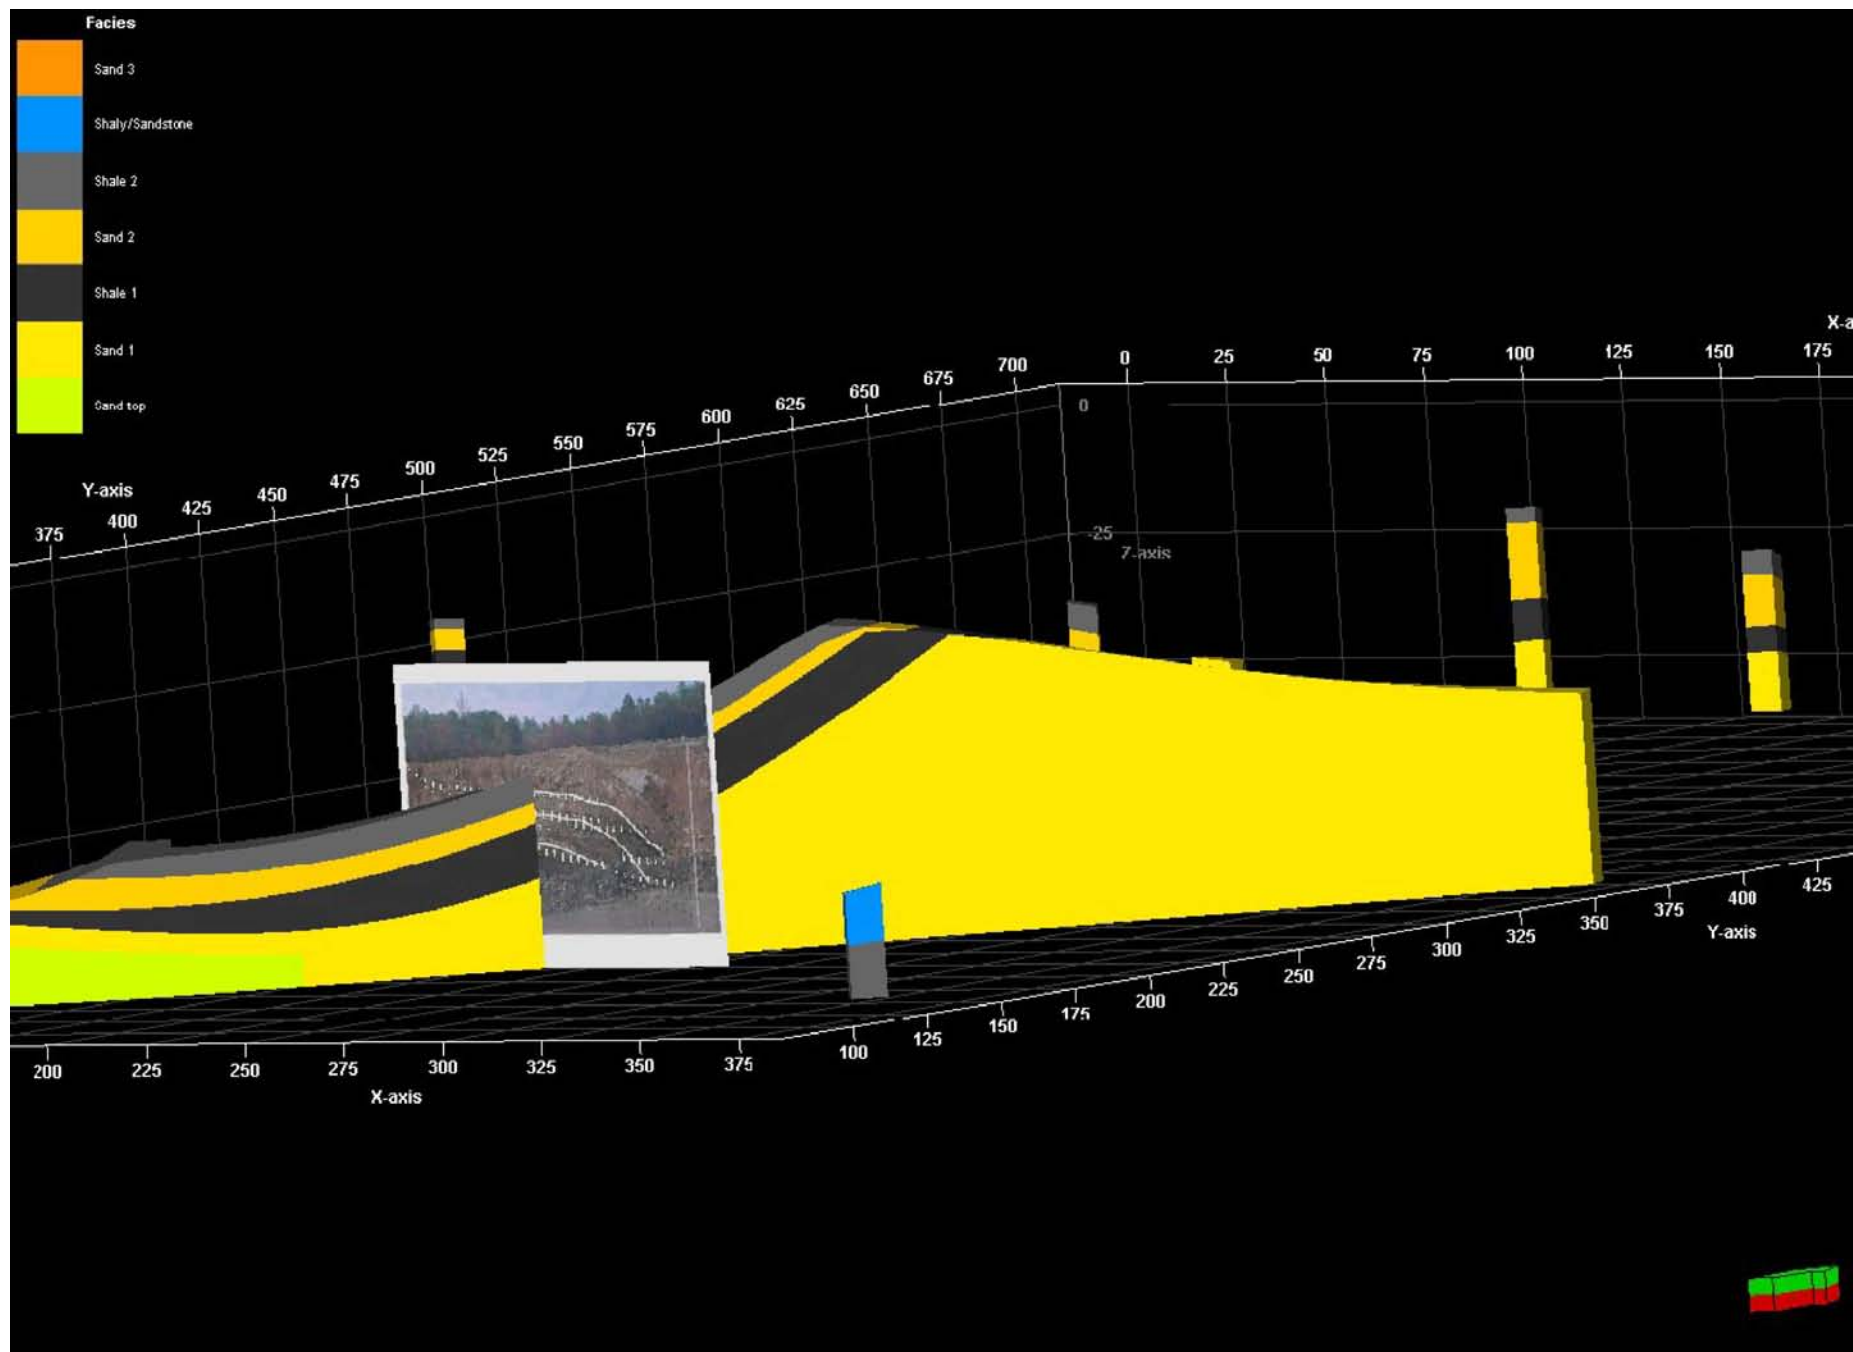 Facies
Sand 3
Shaly/Sandstone
Shale 2
Sand 2
Shale 1
Sand 1
Sand top
X-a
0 25 50 75 100 125 150 175
Y-axis
375 400 425 450 475 500 525 550 575 600 625 650 675 700
0
-25
Z-axis
200 225 250 275 300 325 350 375
X-axis
100 125 150 175 200 225 250 275 300 325 350 375 400 425
Y-axis